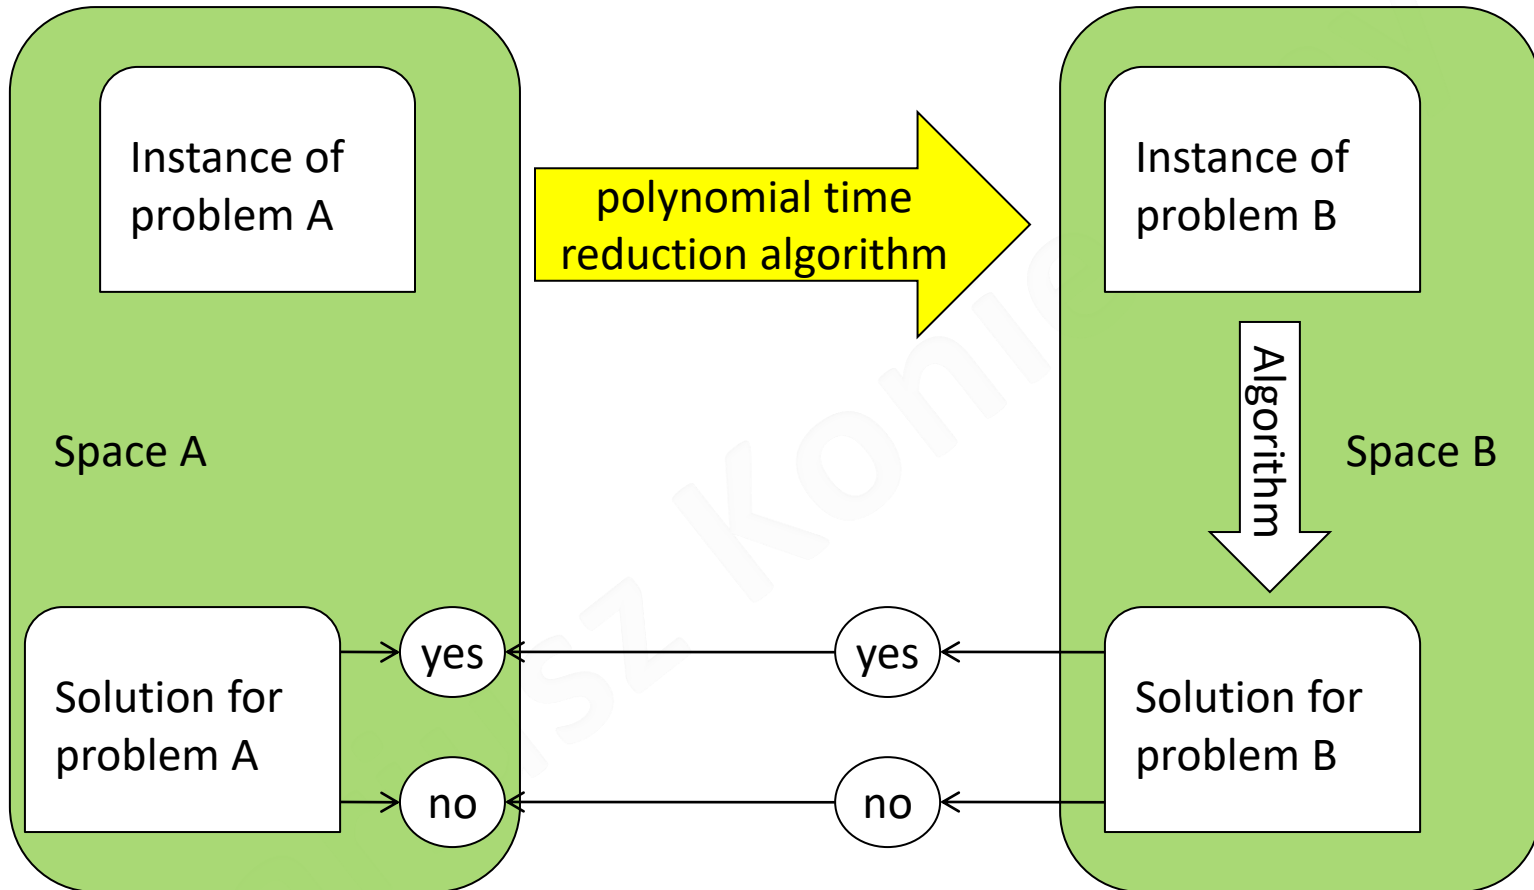 Instance of
problem A
polynomial time
reduction algorithm
Instance of
problem B
Algorithm
Space A
Space B
yes
yes
Solution for
problem A
Solution for
problem B
no
no